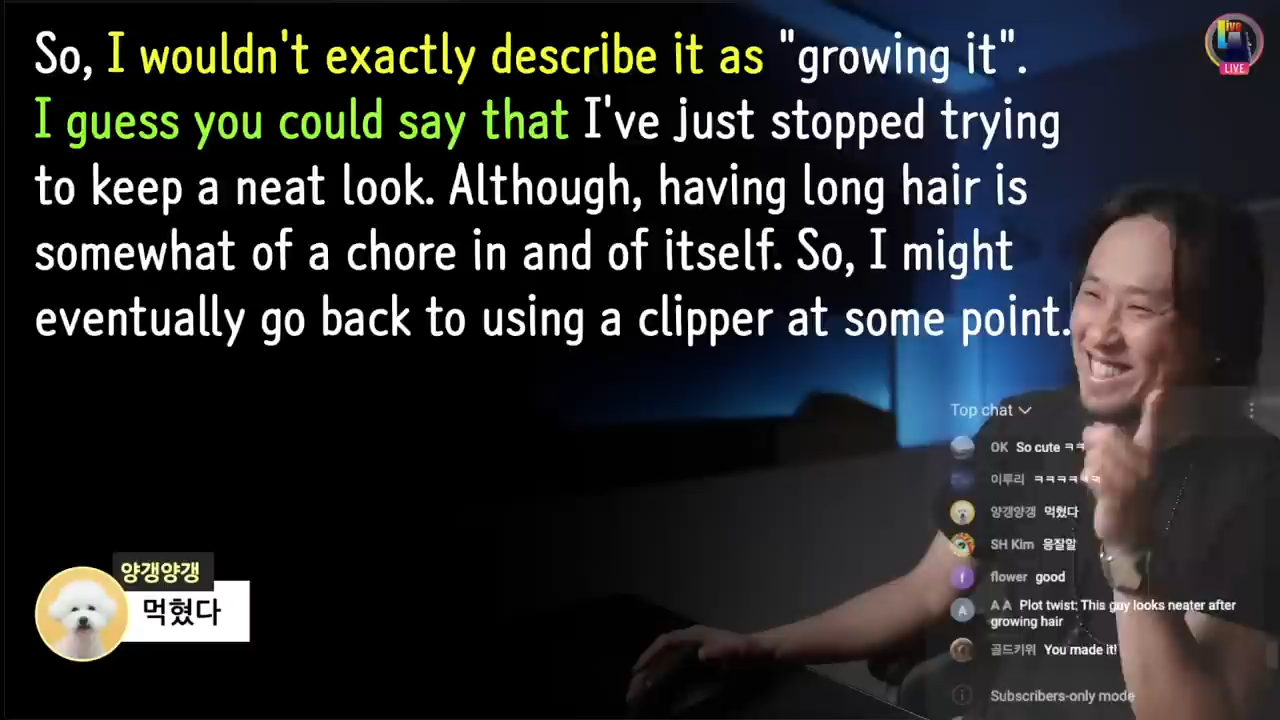 So, I wouldn't exactly describe it as "growing it".
I guess you could say that I've just stopped trying
to keep a neat look. Although, having long hair is
somewhat of a chore in and of itself. So, I might
eventually go back to using a clipper at some point.
Live
LIVE
Top chat
OK So cute ㅋㅋ
이투리 ㅋㅋㅋㅋㅋㅋ
양갱양갱 먹혔다
SH Kim 응잘알
flower good
A A Plot twist: This guy looks neater after
growing hair
골드키위 You made it!
Subscribers-only mode
양갱양갱
먹혔다